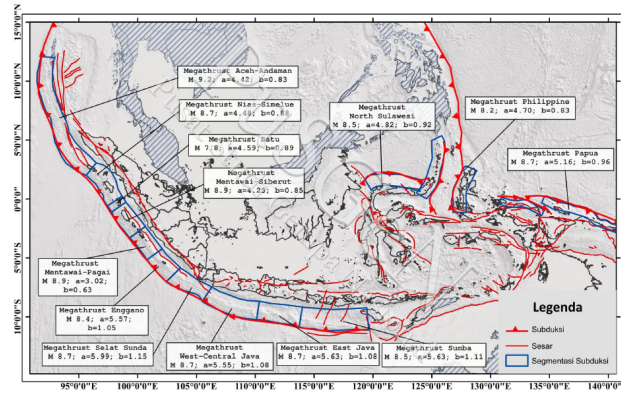 15°0'0"N
10°0'0"N
5°0'0"N
0°0'0"
5°0'0"S
10°0'0"S
Megathrust Aceh-Andaman
M 9.2; a=4.42; b=0.83
Megathrust Nias-Simelue
M 8.7; a=4.48; b=0.88
Megathrust Batu
M 7.8; a=4.59; b=0.89
Megathrust
Mentawai-Siberut
M 8.9; a=4.23; b=0.85
Megathrust
North Sulawesi
M 8.5; a=4.82; b=0.92
Megathrust Philippine
M 8.2; a=4.70; b=0.83
Megathrust Papua
M 8.7; a=5.16; b=0.96
Megathrust
Mentawai-Pagai
M 8.9; a=3.02;
b=0.63
Megathrust Enggano
M 8.4; a=5.57;
b=1.05
Megathrust Selat Sunda
M 8.7; a=5.99; b=1.15
Megathrust
West-Central Java
M 8.7; a=5.55; b=1.08
Megathrust East Java
M 8.7; a=5.63; b=1.08
Megathrust Sumba
M 8.5; a=5.63; b=1.11
Legenda
Subduksi
Sesar
Segmentasi Subduksi
95°0'0"E 100°0'0"E 105°0'0"E 110°0'0"E 115°0'0"E 120°0'0"E 125°0'0"E 130°0'0"E 135°0'0"E 140°0'0"E